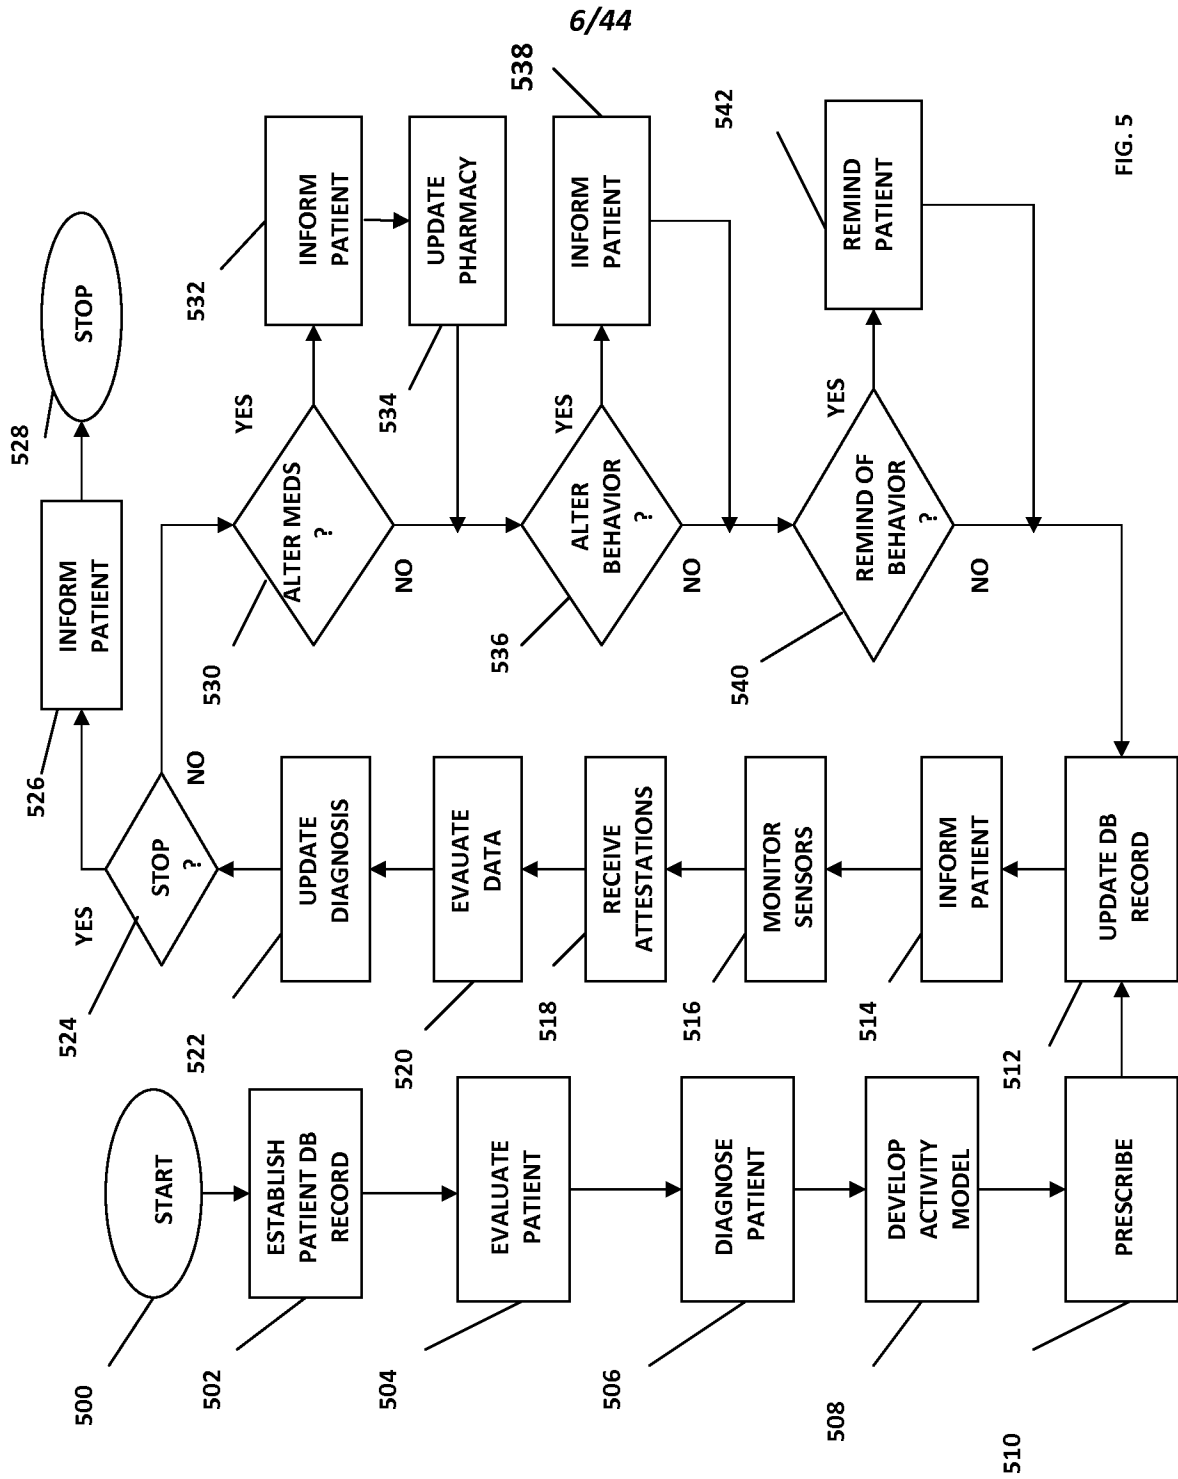 6/44
START
500
ESTABLISH
PATIENT DB
RECORD
502
EVALUATE
PATIENT
504
DIAGNOSE
PATIENT
506
DEVELOP
ACTIVITY
MODEL
508
PRESCRIBE
510
UPDATE DB
RECORD
512
INFORM
PATIENT
514
MONITOR
SENSORS
516
RECEIVE
ATTESTATIONS
518
EVALUATE
DATA
520
UPDATE
DIAGNOSIS
522
STOP
?
524
YES
NO
INFORM
PATIENT
526
STOP
528
ALTER MEDS
?
530
YES
NO
INFORM
PATIENT
532
UPDATE
PHARMACY
534
ALTER
BEHAVIOR
?
536
YES
NO
INFORM
PATIENT
538
REMIND OF
BEHAVIOR
?
540
YES
NO
REMIND
PATIENT
542
FIG. 5